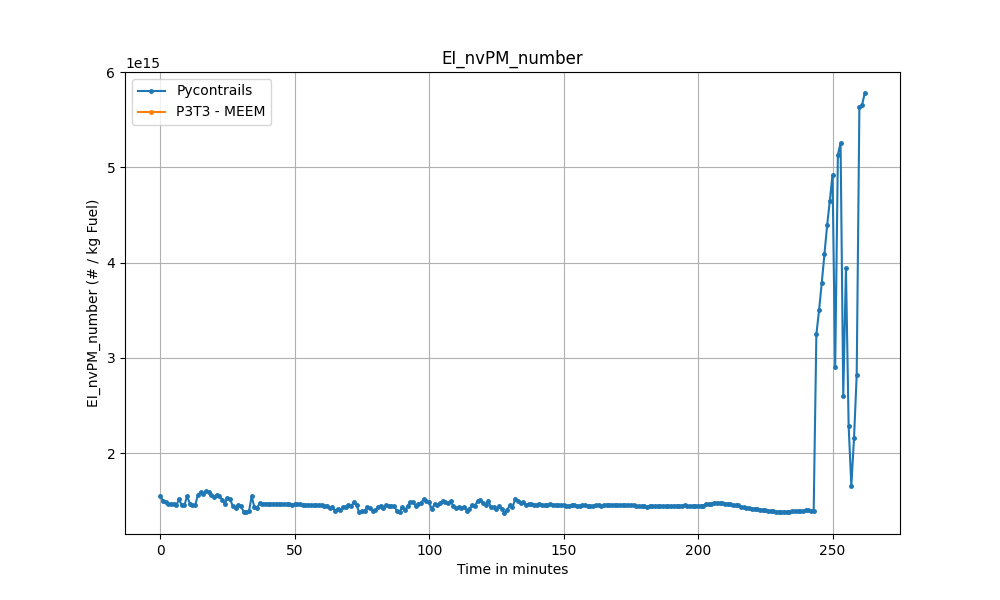 EI_nvPM_number
1e15
Pycontrails
P3T3 - MEEM
EI_nvPM_number (# / kg Fuel)
6
5
4
3
2
0 50 100 150 200 250
Time in minutes